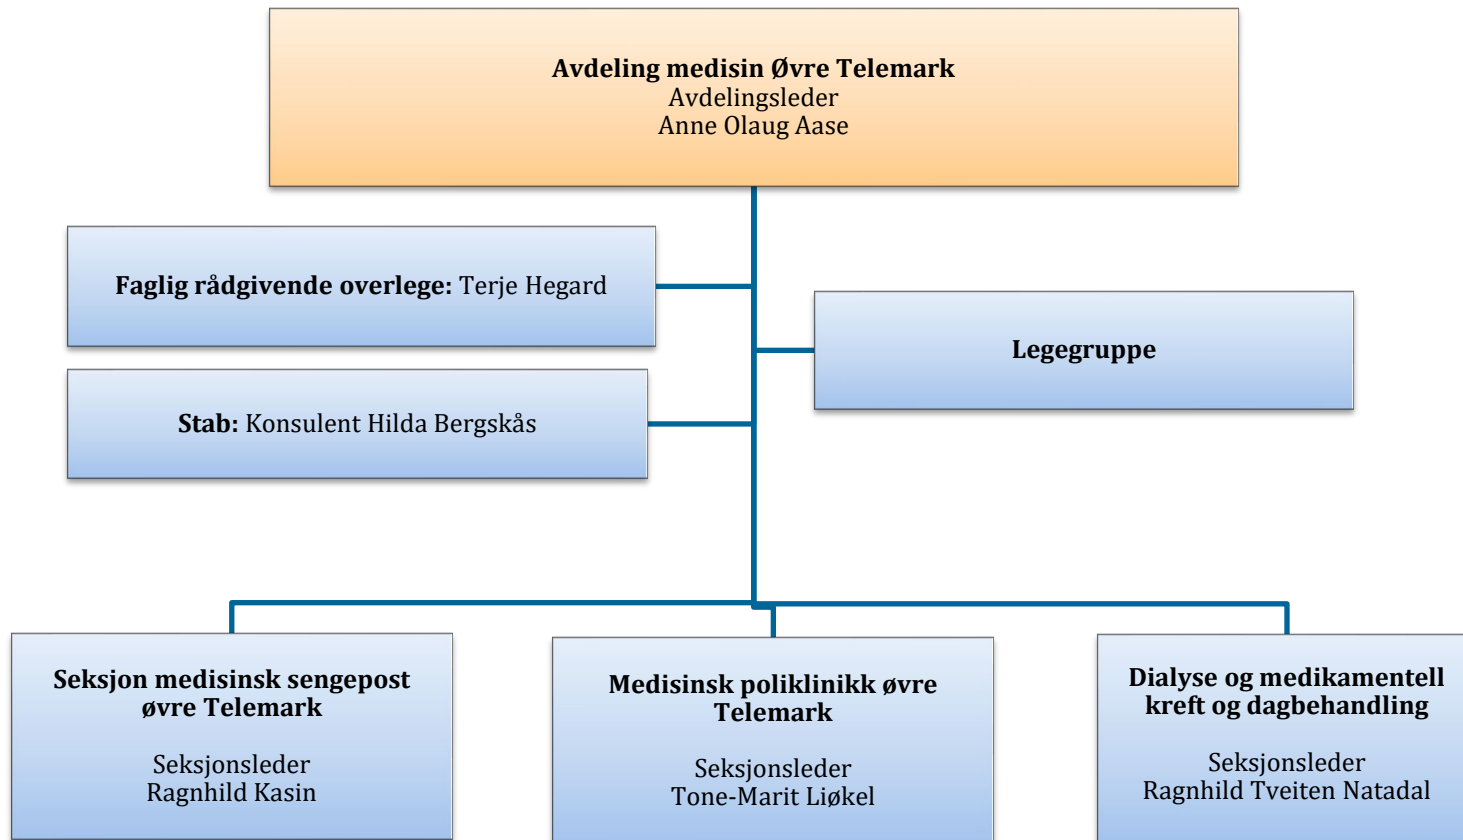 Avdeling medisin Øvre Telemark
Avdelingsleder
Anne Olaug Aase
Faglig rådgivende overlege: Terje Hegard
Legegruppe
Stab: Konsulent Hilda Bergskås
Seksjon medisinsk sengepost
øvre Telemark
Seksjonsleder
Ragnhild Kasin
Medisinsk poliklinikk øvre
Telemark
Seksjonsleder
Tone-Marit Liøkel
Dialyse og medikamentell
kreft og dagbehandling
Seksjonsleder
Ragnhild Tveiten Natadal